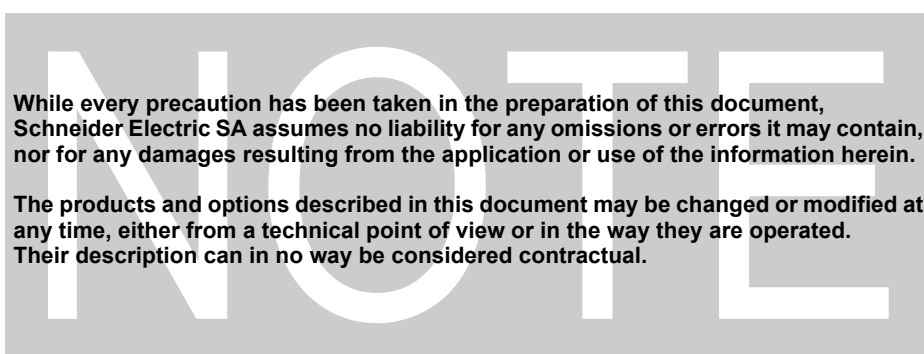 NOTE
While every precaution has been taken in the preparation of this document,
Schneider Electric SA assumes no liability for any omissions or errors it may contain,
nor for any damages resulting from the application or use of the information herein.
The products and options described in this document may be changed or modified at
any time, either from a technical point of view or in the way they are operated.
Their description can in no way be considered contractual.